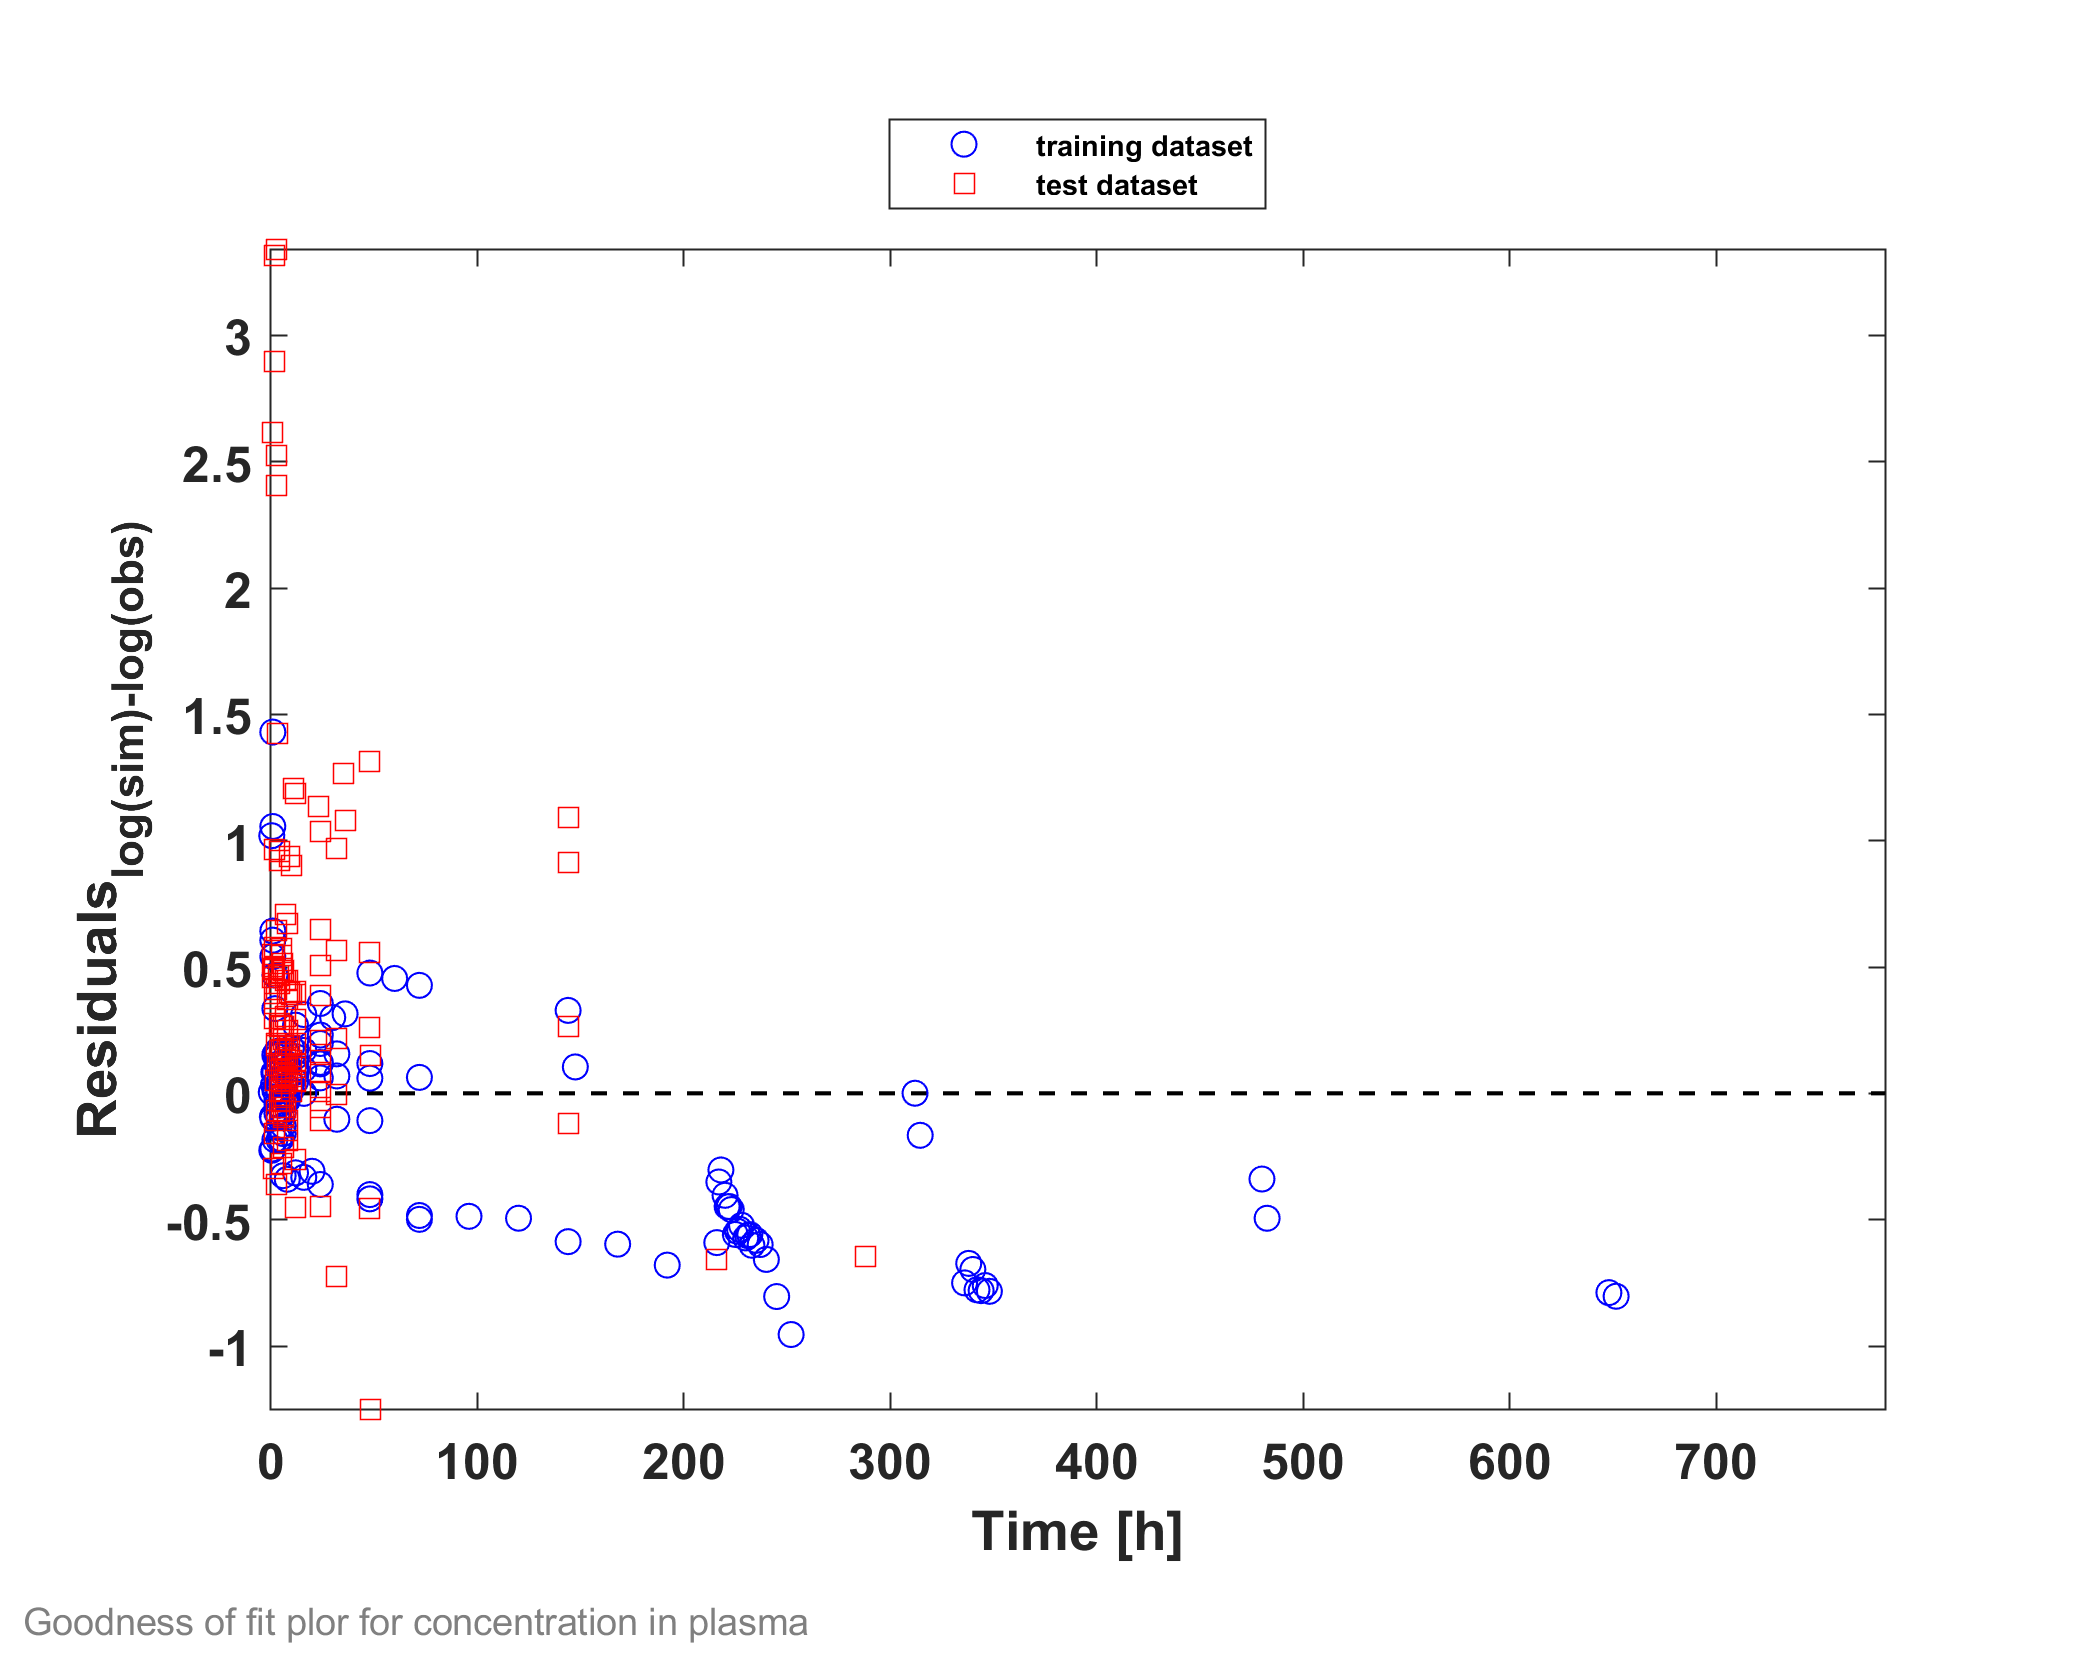 training dataset
test dataset
3
2.5
2
1.5
1
0.5
0
-0.5
-1
Residuals log(sim)-log(obs)
0 100 200 300 400 500 600 700
Time [h]
Goodness of fit plor for concentration in plasma